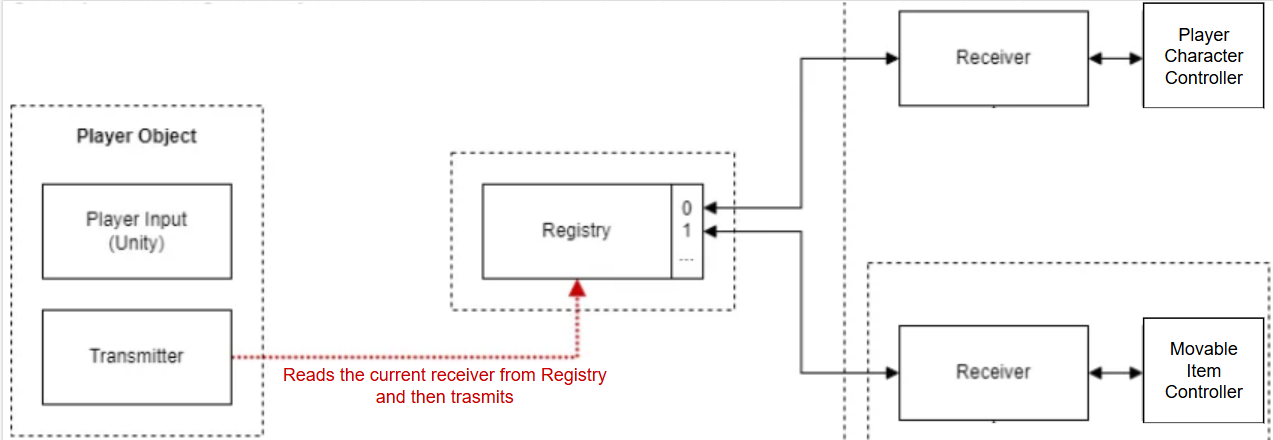 Player Object
Player Input
(Unity)
Transmitter
Reads the current receiver from Registry
and then trasmits
Registry
0
1
...
Receiver
Player
Character
Controller
Receiver
Movable
Item
Controller